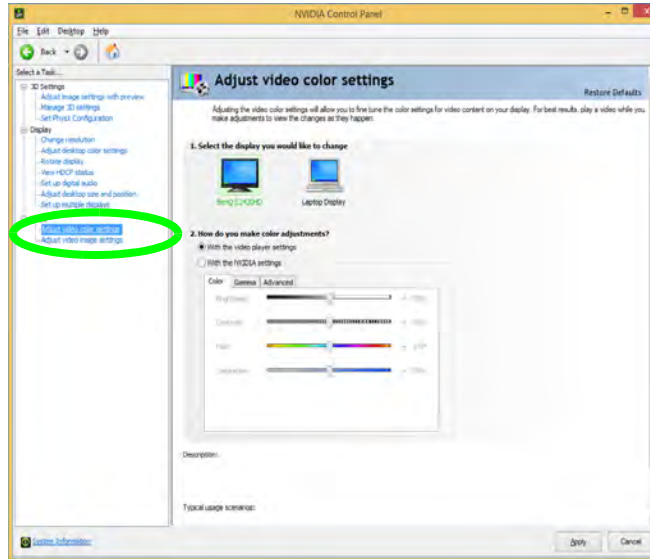 NVIDIA Control Panel
File Edit Desktop Help
Back
Select a Task...
3D Settings
Adjust image settings with preview
Manage 3D settings
Set PhysX Configuration
Display
Change resolution
Adjust desktop color settings
Rotate display
View HDCP status
Set up digital audio
Adjust desktop size and position
Set up multiple displays
Adjust video color settings
Adjust video image settings
System Information
Adjust video color settings
Restore Defaults
Adjusting the video color settings will allow you to fine tune the color settings for video content on your display. For best results, play a video while you
make adjustments to view the changes as they happen.
1. Select the display you would like to change
Laptop Display
2. How do you make color adjustments?
With the video player settings
With the NVIDIA settings
Color Gamma Advanced
Brightness
Contrast
Hue
Saturation
Description:
Typical usage scenarios:
Apply Cancel